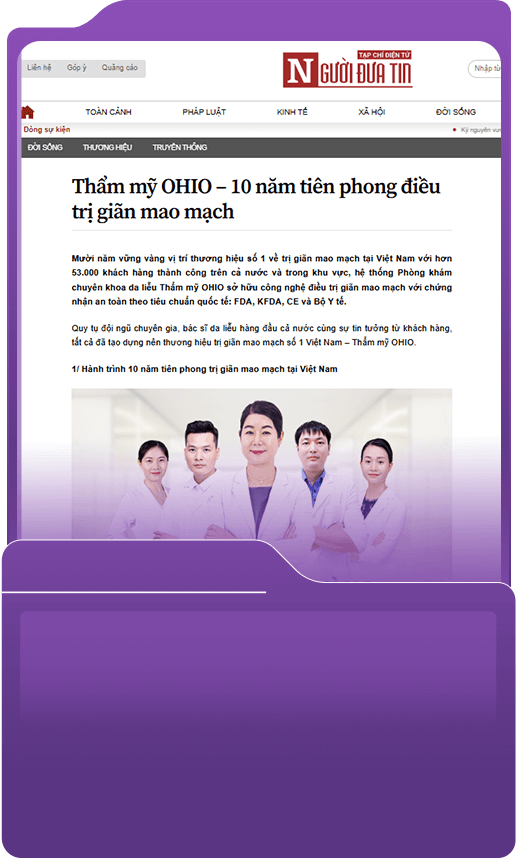 Liên hệ Góp ý Quảng cáo
TẠP CHÍ ĐIỆN TỬ
NGƯỜI ĐƯA TIN
Nhập từ
TOÀN CẢNH PHÁP LUẬT KINH TẾ XÃ HỘI ĐỜI SỐNG
Dòng sự kiện
Kỷ nguyên vươ
ĐỜI SỐNG THƯƠNG HIỆU TRUYỀN THỐNG
Thẩm mỹ OHIO – 10 năm tiên phong điều
trị giãn mao mạch
Mười năm vững vàng vị trí thương hiệu số 1 về trị giãn mao mạch tại Việt Nam với hơn
53.000 khách hàng thành công trên cả nước và trong khu vực, hệ thống Phòng khám
chuyên khoa da liễu Thẩm mỹ OHIO sở hữu công nghệ điều trị giãn mao mạch với chứng
nhận an toàn theo tiêu chuẩn quốc tế: FDA, KFDA, CE và Bộ Y tế.
Quy tụ đội ngũ chuyên gia, bác sĩ da liễu hàng đầu cả nước cùng sự tin tưởng từ khách hàng,
tất cả đã tạo dựng nên thương hiệu trị giãn mao mạch số 1 Việt Nam – Thẩm mỹ OHIO.
1/ Hành trình 10 năm tiên phong trị giãn mao mạch tại Việt Nam